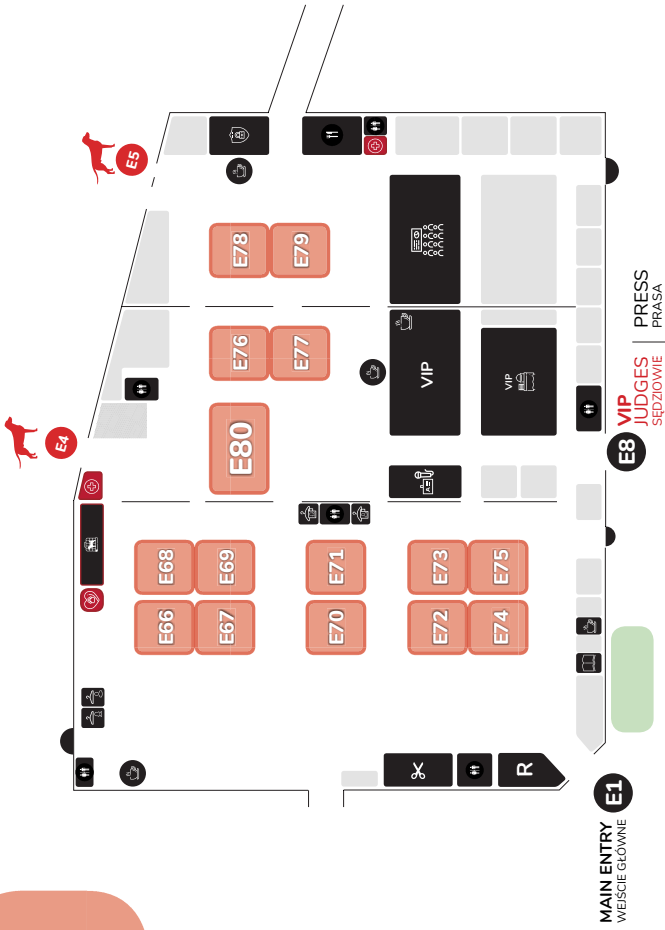 E5
E78
E79
E76
E77
VIP
VIP
E80
E4
E8
VIP
JUDGES
SĘDZIOWIE
PRESS
PRASA
E68
E69
E71
E73
E75
E66
E67
E70
E72
E74
R
E1
MAIN ENTRY
WEJŚCIE GŁÓWNE